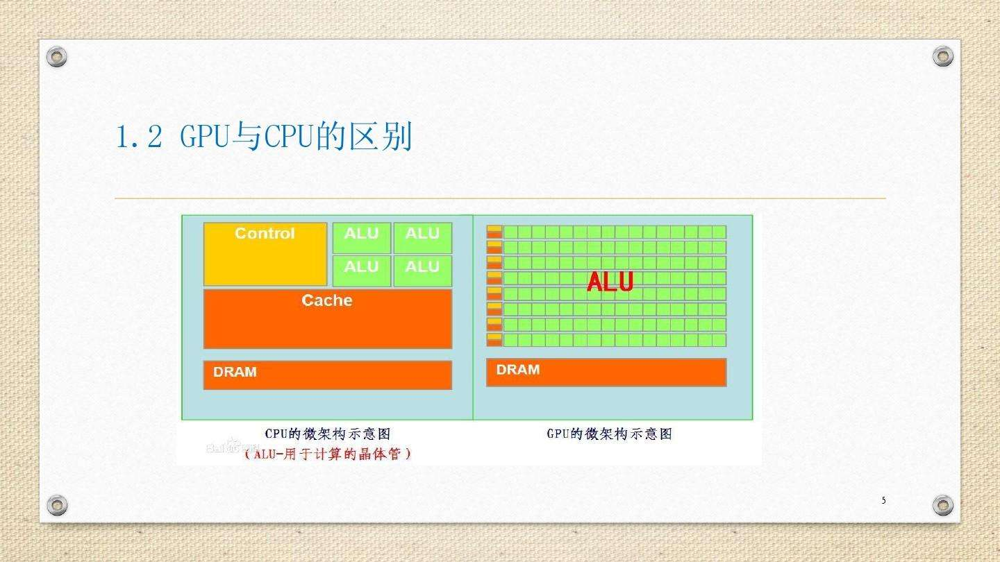 1.2 GPU与CPU的区别
Control
ALU
ALU
ALU
ALU
Cache
DRAM
ALU
DRAM
CPU的微架构示意图
GPU的微架构示意图
(ALU-用于计算的晶体管)
5